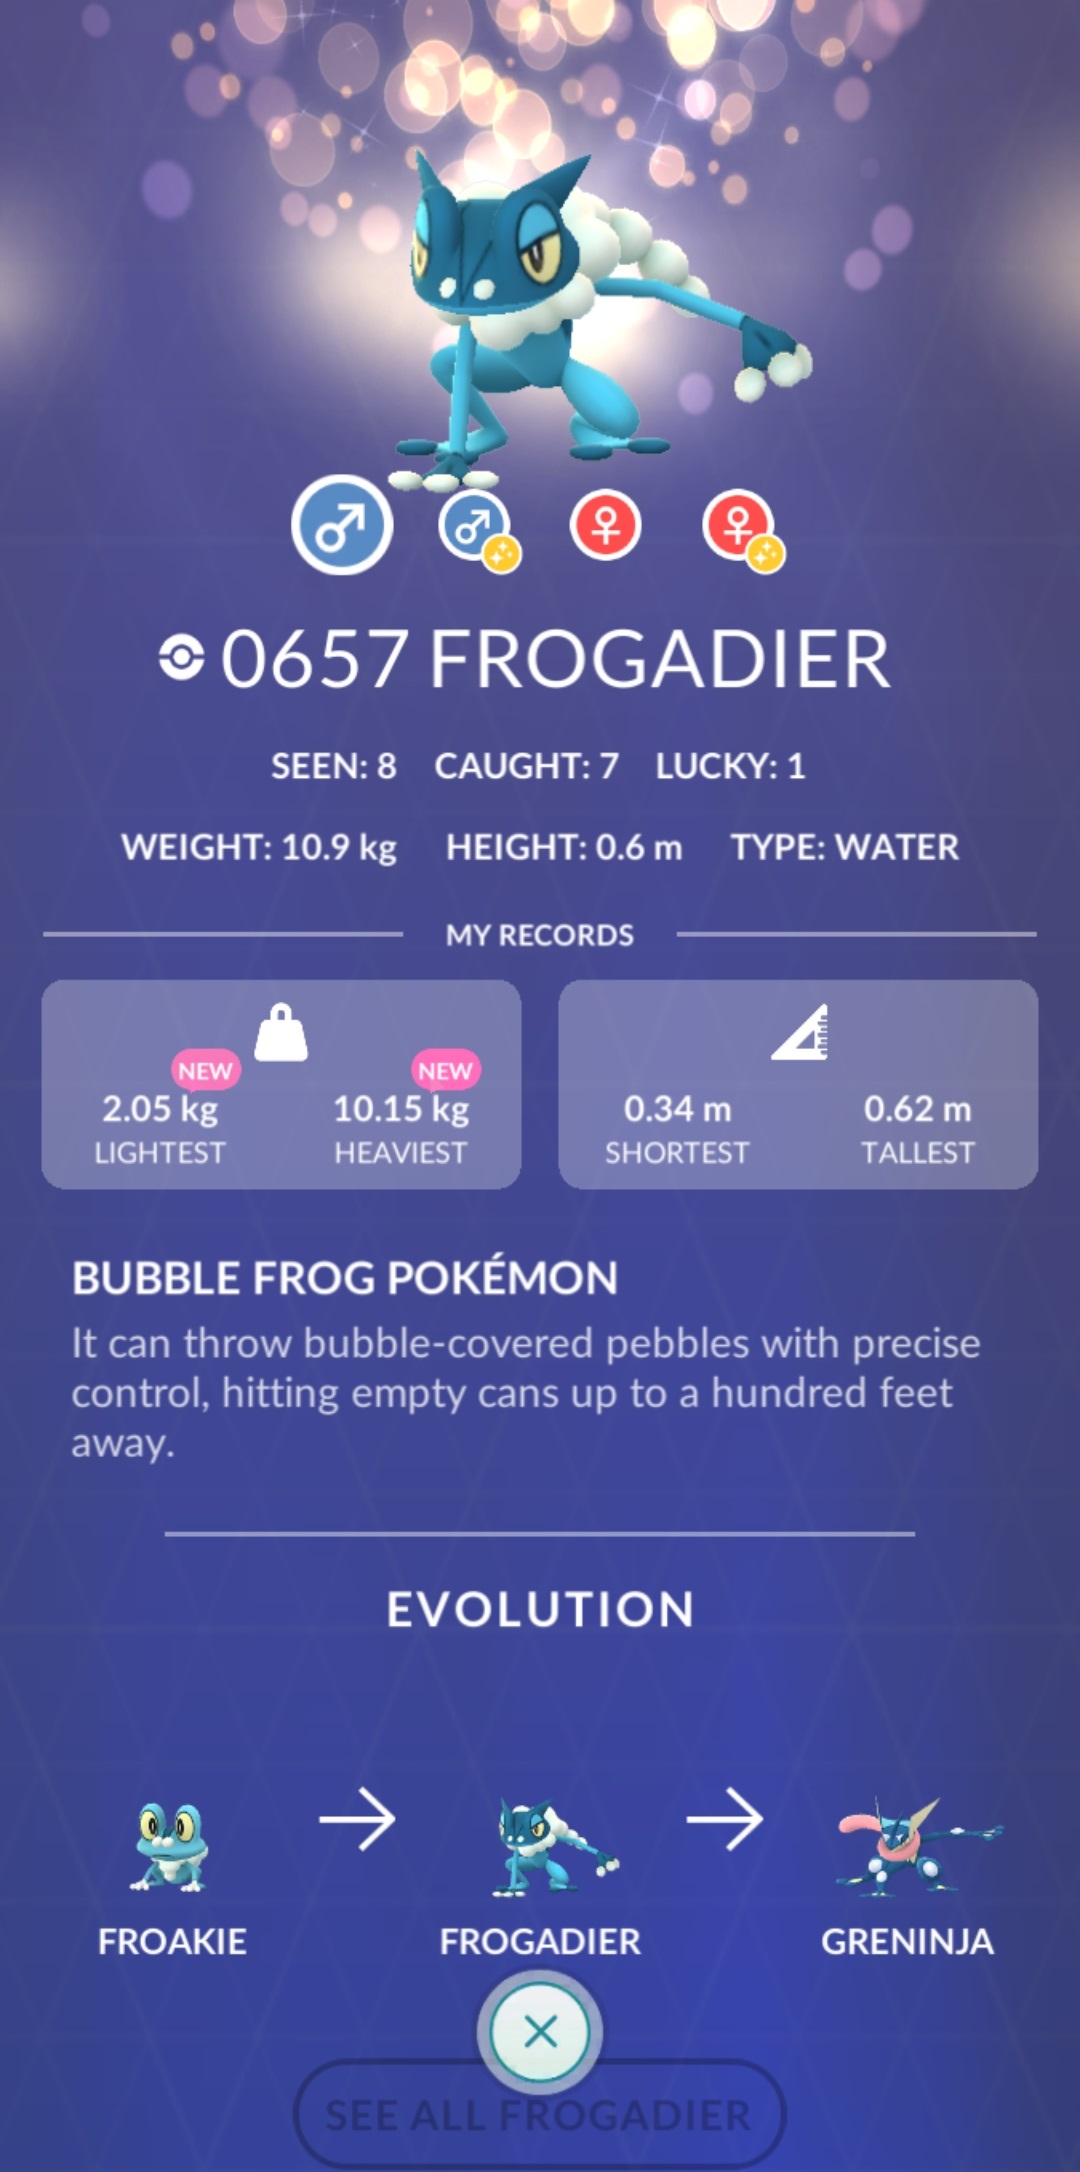 0657 FROGADIER
SEEN: 8 CAUGHT: 7 LUCKY: 1
WEIGHT: 10.9 kg HEIGHT: 0.6 m TYPE: WATER
MY RECORDS
NEW NEW
2.05 kg 10.15 kg 0.34 m 0.62 m
LIGHTEST HEAVIEST SHORTEST TALLEST
BUBBLE FROG POKÉMON
It can throw bubble-covered pebbles with precise
control, hitting empty cans up to a hundred feet
away.
EVOLUTION
FROAKIE FROGADIER GRENINJA
SEE ALL FROGADIER